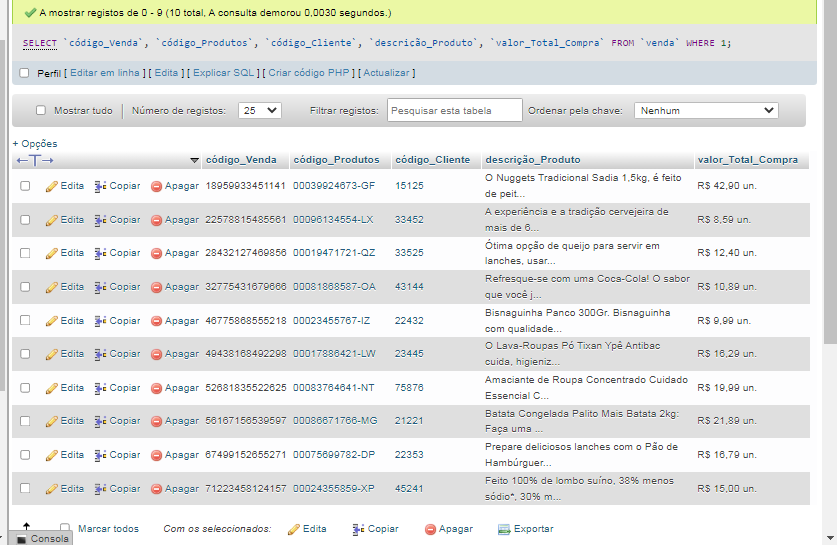 A mostrar registos de 0 - 9 (10 total, A consulta demorou 0,0030 segundos.)
SELECT `código_Venda`, `código_Produtos`, `código_Cliente`, `descrição_Produto`, `valor_Total_Compra` FROM `venda` WHERE 1;
Perfil [ Editar em linha ] [ Edita ] [ Explicar SQL ] [ Criar código PHP ] [ Actualizar ]
Mostrar tudo | Número de registos: 25 Filtrar registos: Pesquisar esta tabela Ordenar pela chave: Nenhum
+ Opções
←T→ código_Venda código_Produtos código_Cliente descrição_Produto valor_Total_Compra
Edita Copiar Apagar 18959933451141 00039924673-GF 15125 O Nuggets Tradicional Sadia 1,5kg, é feito R$ 42,90 un.
de peit...
Edita Copiar Apagar 22578815485561 00096134554-LX 33452 A experiência e a tradição cervejeira de R$ 8,59 un.
mais de 6...
Edita Copiar Apagar 28432127469856 00019471721-QZ 33525 Ótima opção de queijo para servir em R$ 12,40 un.
lanches, usar...
Edita Copiar Apagar 32775431679666 00081868587-OA 43144 Refresque-se com uma Coca-Cola! O sabor R$ 10,89 un.
que você j...
Edita Copiar Apagar 46775868555218 00023455767-IZ 22432 Bisnaguinha Panco 300Gr. Bisnaguinha R$ 9,99 un.
com qualidade...
Edita Copiar Apagar 49438168492298 00017886421-LW 23445 O Lava-Roupas Pó Tixan Ypê Antibac R$ 16,29 un.
cuida, higieniz...
Edita Copiar Apagar 52681835522625 00083764641-NT 75876 Amaciante de Roupa Concentrado Cuidado R$ 19,99 un.
Essencial C...
Edita Copiar Apagar 56167156539597 00086671766-MG 21221 Batata Congelada Palito Mais Batata 2kg: R$ 21,89 un.
Faça uma ...
Edita Copiar Apagar 67499152655271 00075699782-DP 22353 Prepare deliciosos lanches com o Pão de R$ 16,79 un.
Hambúrguer...
Edita Copiar Apagar 71223458124157 00024355859-XP 45241 Feito 100% de lombo suíno, 38% menos R$ 15,00 un.
sódio*, 30% m...
Marcar todos Com os seleccionados: Edita Copiar Apagar Exportar
Consola